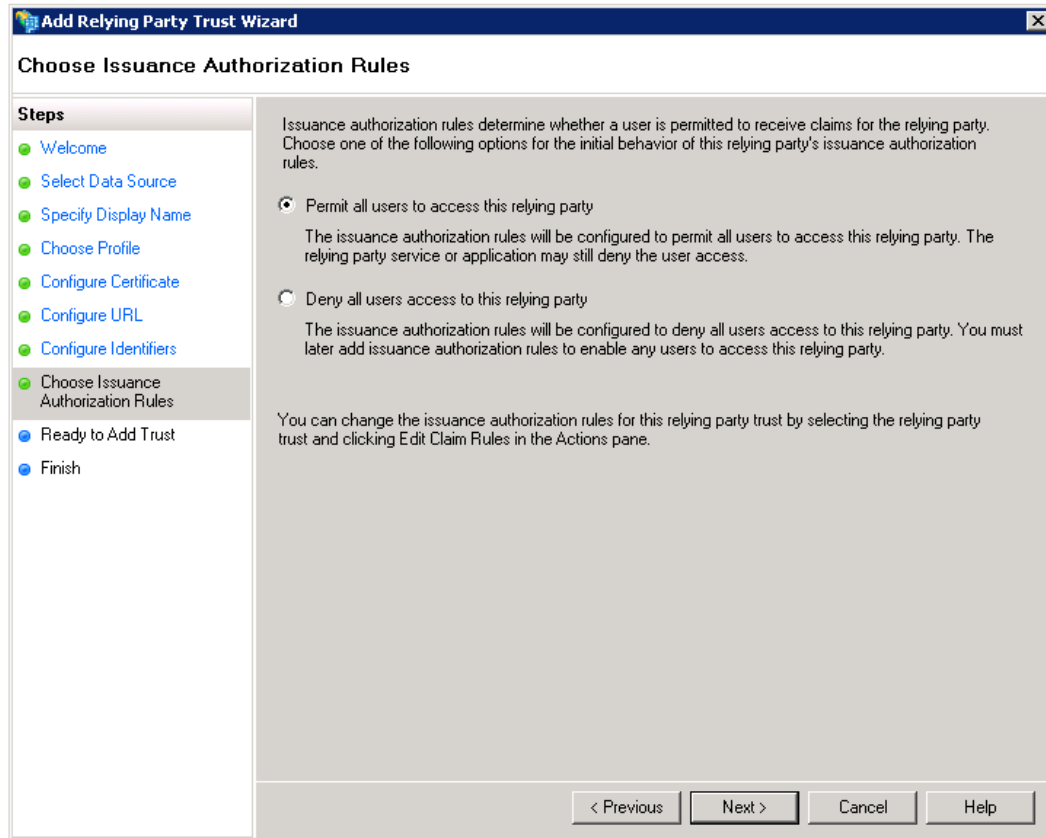 Add Relying Party Trust Wizard
Choose Issuance Authorization Rules
Steps
Welcome
Select Data Source
Specify Display Name
Choose Profile
Configure Certificate
Configure URL
Configure Identifiers
Choose Issuance
Authorization Rules
Ready to Add Trust
Finish
Issuance authorization rules determine whether a user is permitted to receive claims for the relying party.
Choose one of the following options for the initial behavior of this relying party's issuance authorization
rules.
Permit all users to access this relying party
The issuance authorization rules will be configured to permit all users to access this relying party. The
relying party service or application may still deny the user access.
Deny all users access to this relying party
The issuance authorization rules will be configured to deny all users access to this relying party. You must
later add issuance authorization rules to enable any users to access this relying party.
You can change the issuance authorization rules for this relying party trust by selecting the relying party
trust and clicking Edit Claim Rules in the Actions pane.
< Previous
Next >
Cancel
Help